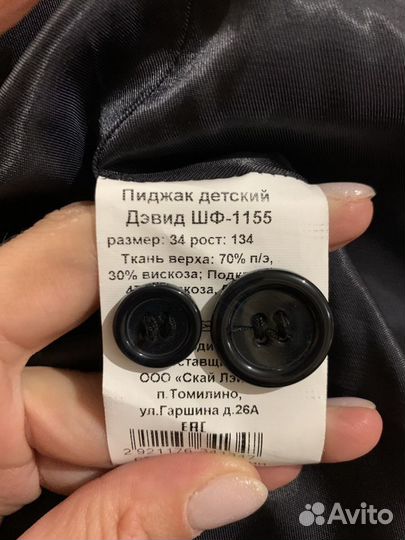 Пиджак детский
Дэвид ШФ-1155
размер: 34 рост: 134
Ткань верха: 70% п/э,
30% вискоза; Подк
ООО «Скай Лэ
п. Томилино,
ул.Гаршина д.26А
EAC
Avito